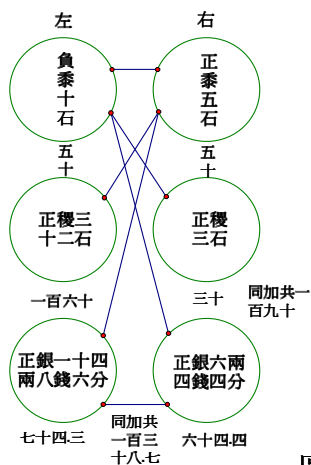 左
右
負黍十石
正黍五石
五十
五十
正稷三
十二石
正稷
三石
一百六十
三十
同加共一
百九十
正銀一十四
兩八錢六分
正銀六兩
四錢四分
七十四.三
同加共
一百三
十八.七
六十四.四